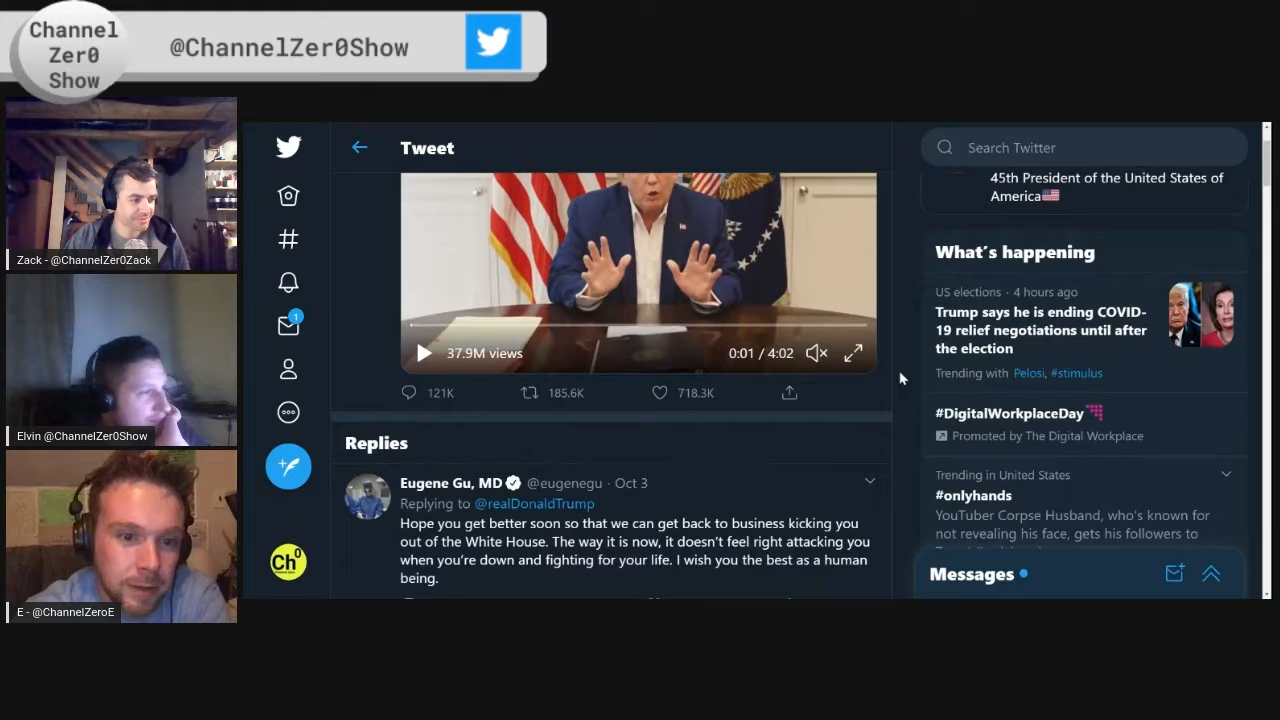 Channel
Zer0
Show
@ChannelZer0Show
Zack - @ChannelZer0Zack
Elvin @ChannelZer0Show
E - @ChannelZeroE
Tweet
37.9M views
0:01 / 4:02
121K
185.6K
718.3K
Replies
Eugene Gu, MD @eugenegu · Oct 3
Replying to @realDonaldTrump
Hope you get better soon so that we can get back to business kicking you
out of the White House. The way it is now, it doesn't feel right attacking you
when you're down and fighting for your life. I wish you the best as a human
being.
1
Ch0
Search Twitter
45th President of the United States of
America🇺🇸
What's happening
US elections · 4 hours ago
Trump says he is ending COVID-
19 relief negotiations until after
the election
Trending with Pelosi, #stimulus
#DigitalWorkplaceDay
Promoted by The Digital Workplace
Trending in United States
#onlyhands
YouTuber Corpse Husband, who's known for
not revealing his face, gets his followers to
Messages